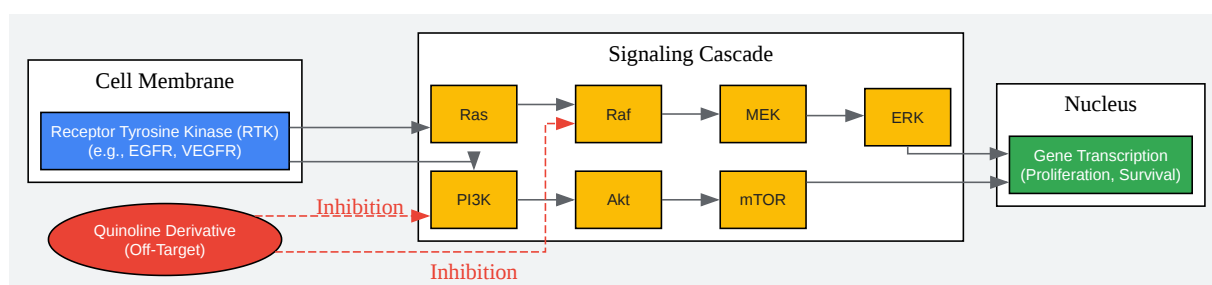 Signaling Cascade
Cell Membrane
Receptor Tyrosine Kinase (RTK)
(e.g., EGFR, VEGFR)
Ras
Raf
MEK
ERK
Nucleus
Gene Transcription
(Proliferation, Survival)
PI3K
Akt
mTOR
Quinoline Derivative
(Off-Target)
Inhibition
Inhibition